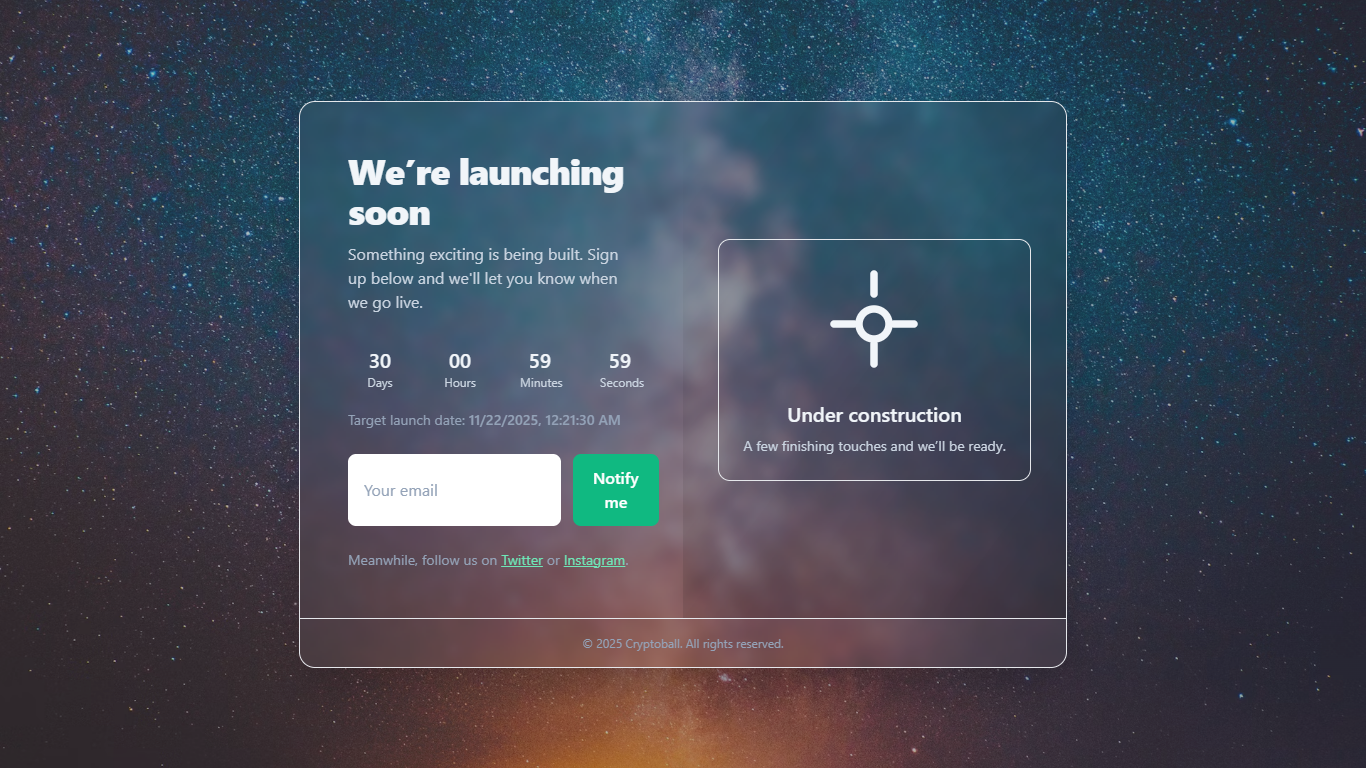 We’re launching
soon
Something exciting is being built. Sign
up below and we'll let you know when
we go live.
30 00 59 59
Days Hours Minutes Seconds
Target launch date: 11/22/2025, 12:21:30 AM
Your email
Notify
me
Meanwhile, follow us on Twitter or Instagram.
Under construction
A few finishing touches and we’ll be ready.
© 2025 Cryptoball. All rights reserved.